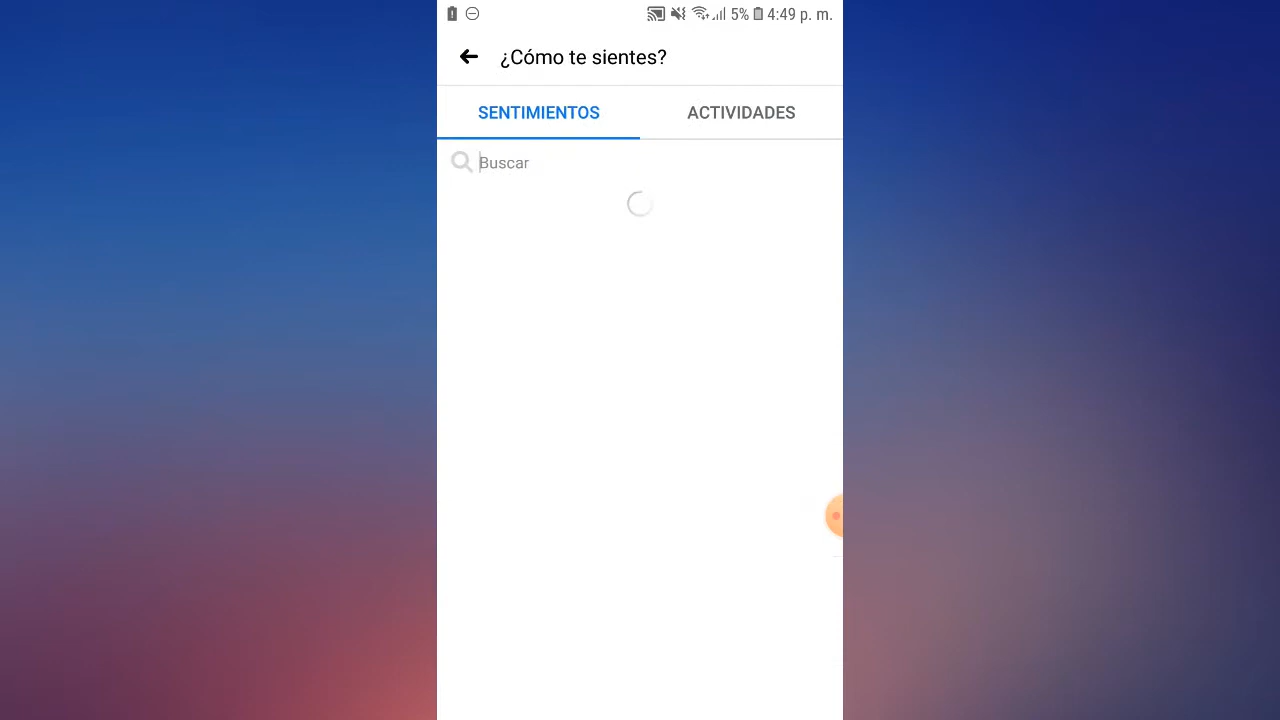 5% 4:49 p. m.
¿Cómo te sientes?
SENTIMIENTOS ACTIVIDADES
Buscar